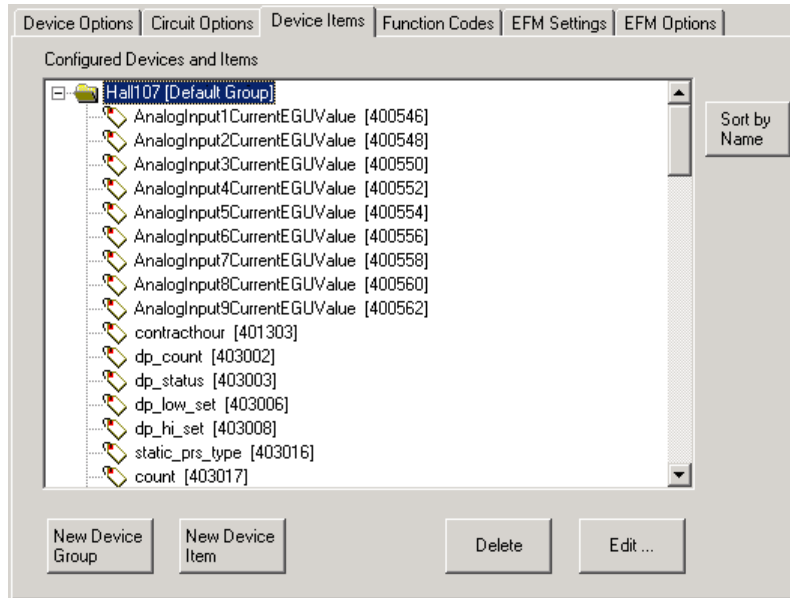 Device Options Circuit Options Device Items Function Codes EFM Settings EFM Options
Configured Devices and Items
Hall107 [Default Group]
AnalogInput1CurrentEGUValue [400546]
AnalogInput2CurrentEGUValue [400548]
AnalogInput3CurrentEGUValue [400550]
AnalogInput4CurrentEGUValue [400552]
AnalogInput5CurrentEGUValue [400554]
AnalogInput6CurrentEGUValue [400556]
AnalogInput7CurrentEGUValue [400558]
AnalogInput8CurrentEGUValue [400560]
AnalogInput9CurrentEGUValue [400562]
contracthour [401303]
dp_count [403002]
dp_status [403003]
dp_low_set [403006]
dp_hi_set [403008]
static_prs_type [403016]
count [403017]
Sort by
Name
New Device
Group
New Device
Item
Delete
Edit ...